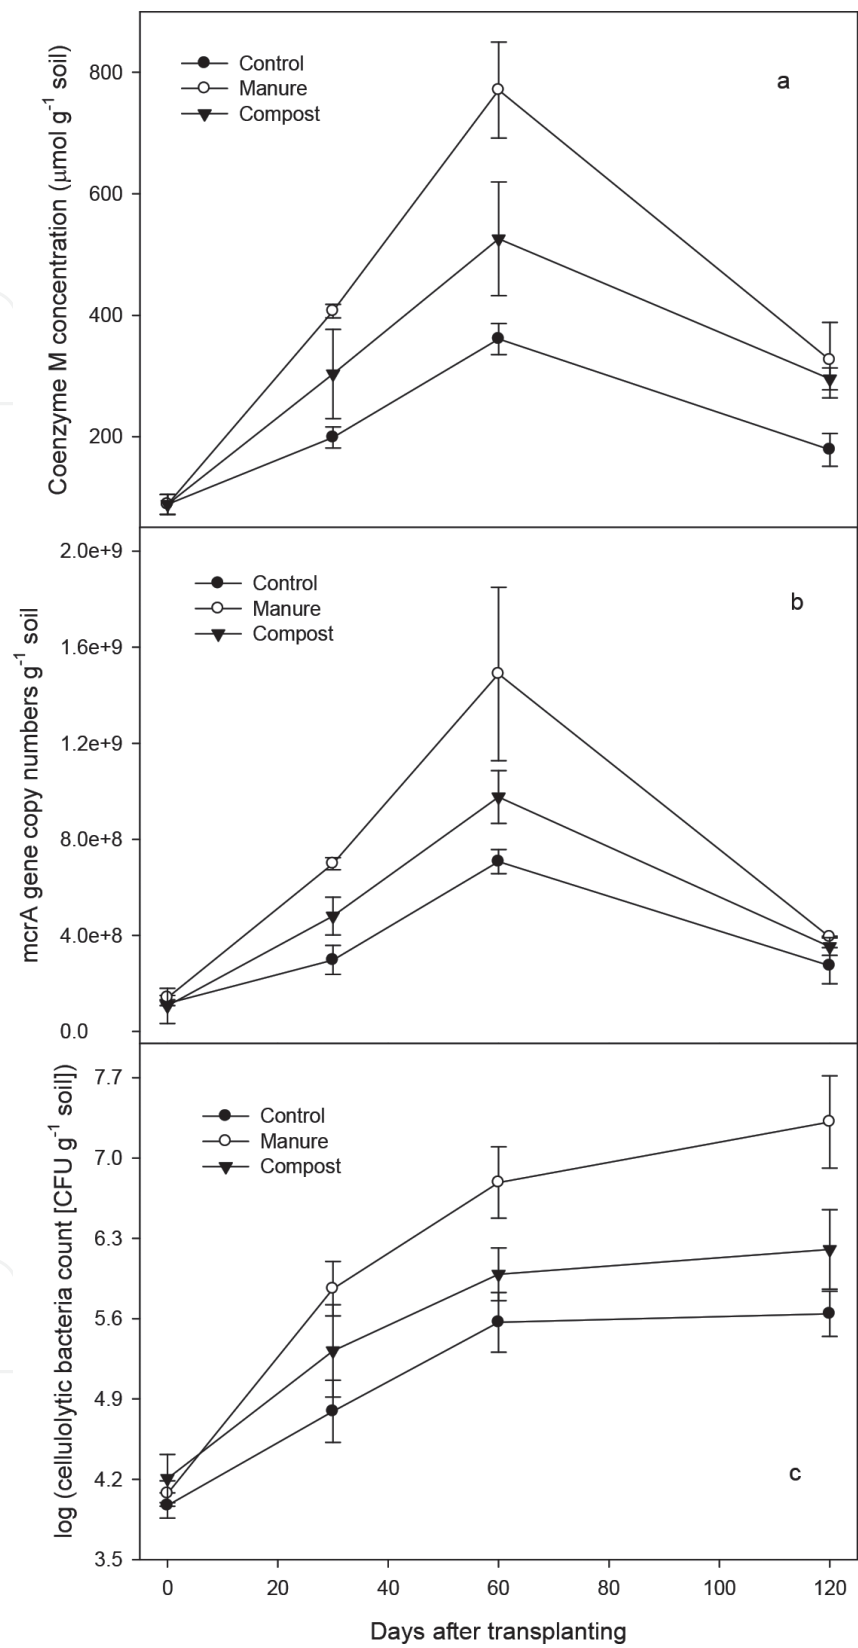 Coenzyme M concentration (μmol g⁻¹ soil)
800
600
400
200
Control
Manure
Compost
a
mcrA gene copy numbers g⁻¹ soil
2.0e+9
1.6e+9
1.2e+9
8.0e+8
4.0e+8
0.0
Control
Manure
Compost
b
log (cellulolytic bacteria count [CFU g⁻¹ soil])
7.7
7.0
6.3
5.6
4.9
4.2
3.5
Control
Manure
Compost
c
0 20 40 60 80 100 120
Days after transplanting